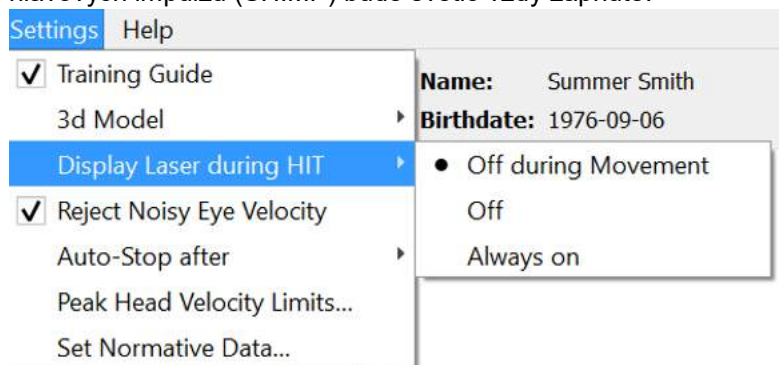 Settings Help
Training Guide
Name: Summer Smith
3d Model
Birthdate: 1976-09-06
Display Laser during HIT
Off during Movement
Reject Noisy Eye Velocity
Off
Auto-Stop after
Always on
Peak Head Velocity Limits...
Set Normative Data...